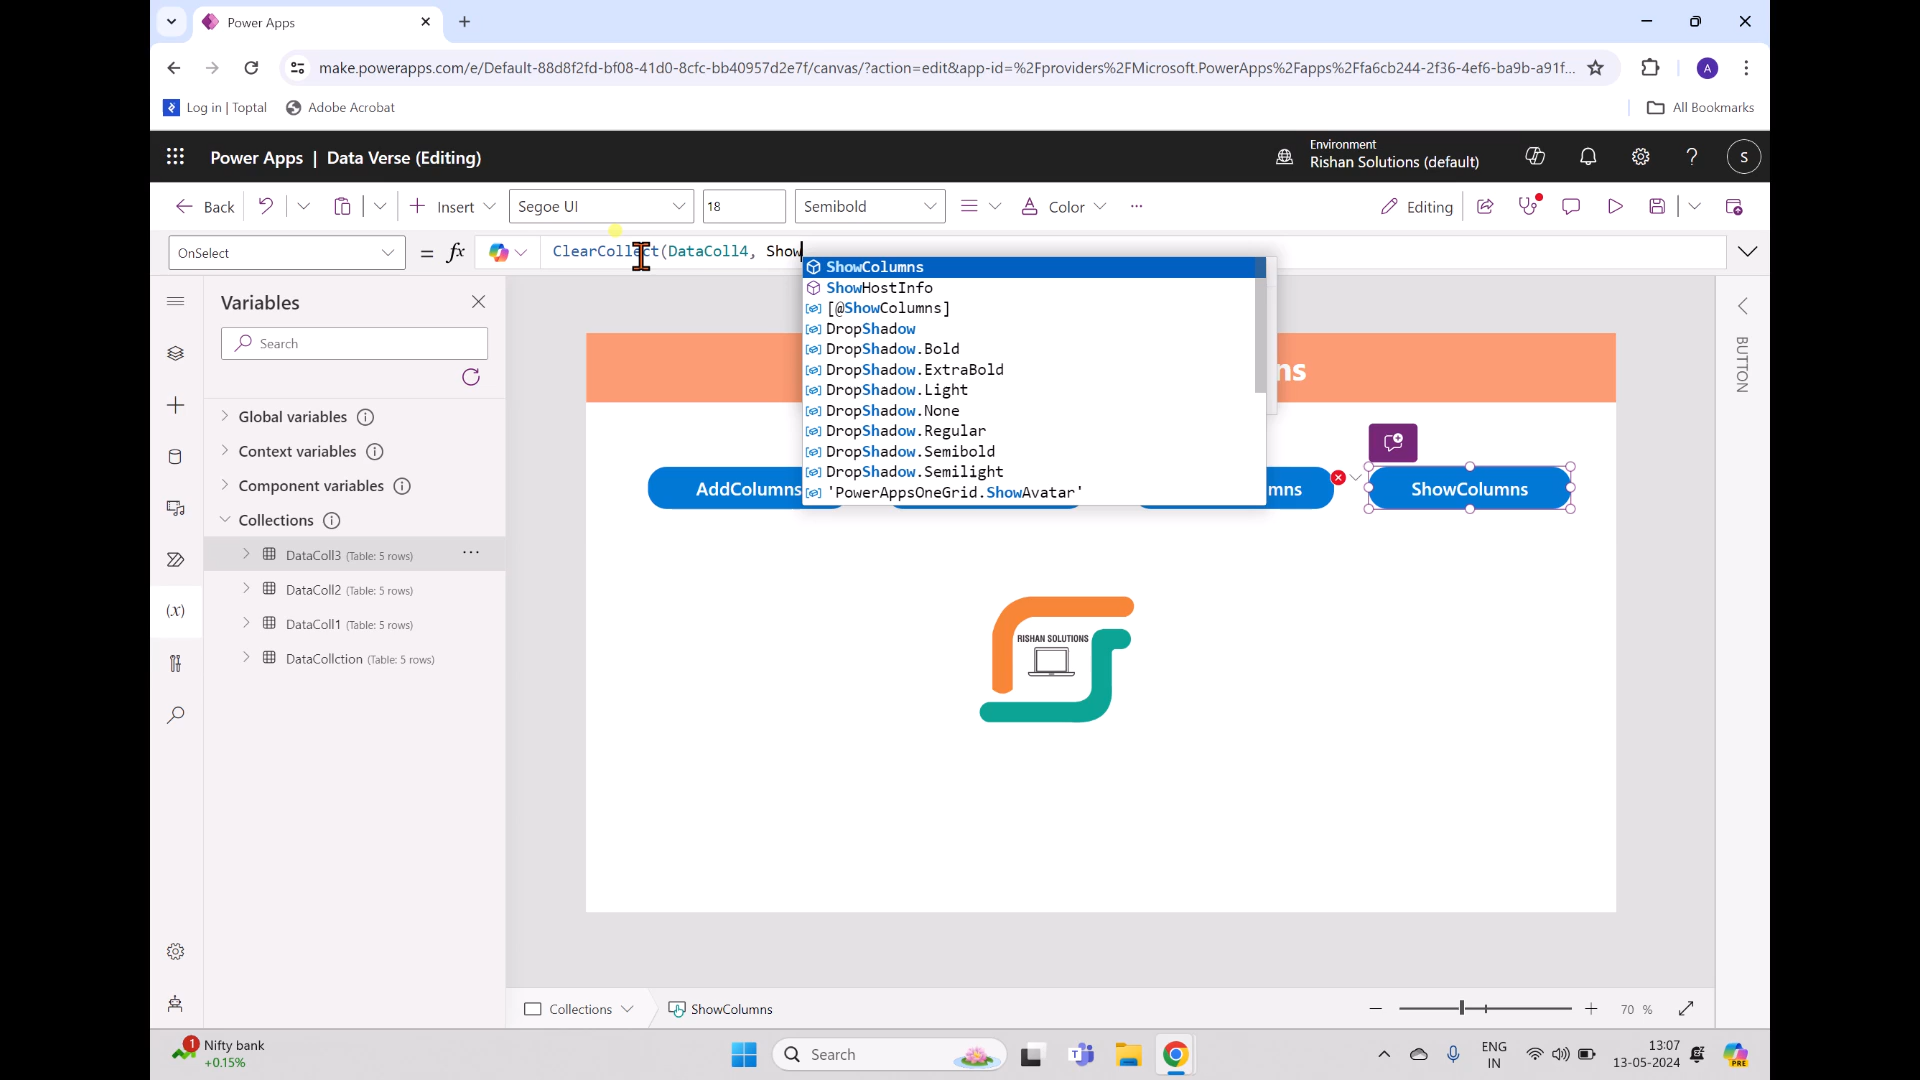 Power Apps
make.powerapps.com/e/Default-88d8f2fd-bf08-41d0-8cfc-bb40957d2e7f/canvas/?action=edit&app-id=%2Fproviders%2FMicrosoft.PowerApps%2Fapps%2Ffa6cb244-2f36-4ef6-ba9b-a91f...
A
Log in | Toptal
Adobe Acrobat
All Bookmarks
Power Apps | Data Verse (Editing)
Environment
Rishan Solutions (default)
?
S
Back
Insert
Segoe UI
18
Semibold
Color
...
Editing
OnSelect
= fx
ClearCollect(DataColl4, Show
ShowColumns
ShowHostInfo
[@ShowColumns]
DropShadow
DropShadow.Bold
DropShadow.ExtraBold
DropShadow.Light
DropShadow.None
DropShadow.Regular
DropShadow.Semibold
DropShadow.Semilight
'PowerAppsOneGrid.ShowAvatar'
Variables
Search
Global variables
Context variables
Component variables
Collections
DataColl3 (Table: 5 rows)
...
DataColl2 (Table: 5 rows)
DataColl1 (Table: 5 rows)
DataCollction (Table: 5 rows)
(x)
ns
AddColumns
mns
ShowColumns
RISHAN SOLUTIONS
BUTTON
Collections
ShowColumns
70 %
1
Nifty bank
+0.15%
Search
ENG
IN
13:07
13-05-2024
PRE